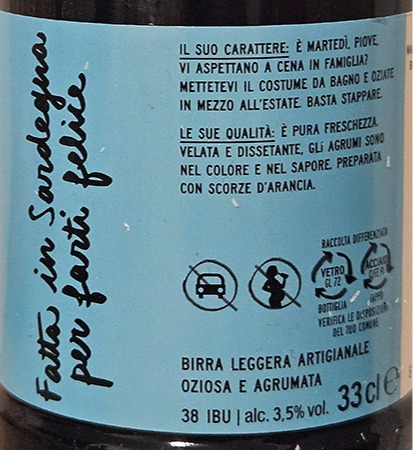 Fatta in Sardegna
per farti felice
IL SUO CARATTERE: È MARTEDÌ, PIOVE,
VI ASPETTANO A CENA IN FAMIGLIA?
METTETEVI IL COSTUME DA BAGNO E OZIATE
IN MEZZO ALL'ESTATE. BASTA STAPPARE.
LE SUE QUALITÀ: È PURA FRESCHEZZA.
VELATA E DISSETANTE, GLI AGRUMI SONO
NEL COLORE E NEL SAPORE. PREPARATA
CON SCORZE D'ARANCIA.
RACCOLTA DIFFERENZIATA
VETRO
GL 72
ACCIAIO
BOTTIGLIA
TAPPO
VERIFICA LE DISPOSIZIONI
DEL TUO COMUNE
BIRRA LEGGERA ARTIGIANALE
OZIOSA E AGRUMATA
38 IBU | alc. 3,5% vol. 33cl e